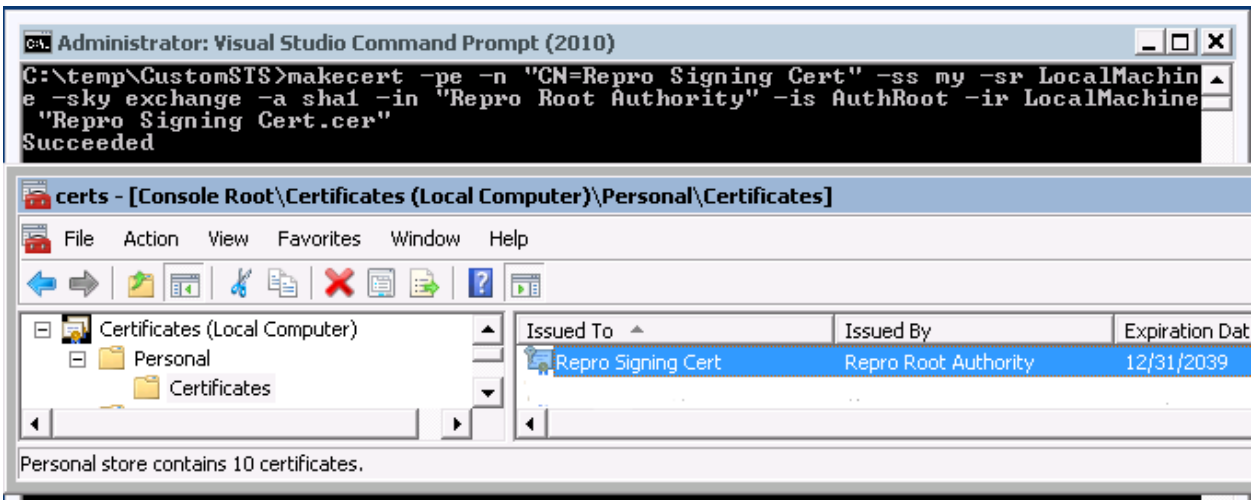 Administrator: Visual Studio Command Prompt (2010)
C:\temp\CustomSTS>makecert -pe -n "CN=Repro Signing Cert" -ss my -sr LocalMachin
e -sky exchange -a sha1 -in "Repro Root Authority" -is AuthRoot -ir LocalMachine
"Repro Signing Cert.cer"
Succeeded
certs - [Console Root\Certificates (Local Computer)\Personal\Certificates]
File Action View Favorites Window Help
Certificates (Local Computer)
Personal
Certificates
Issued To Issued By Expiration Dat
Repro Signing Cert Repro Root Authority 12/31/2039
Personal store contains 10 certificates.